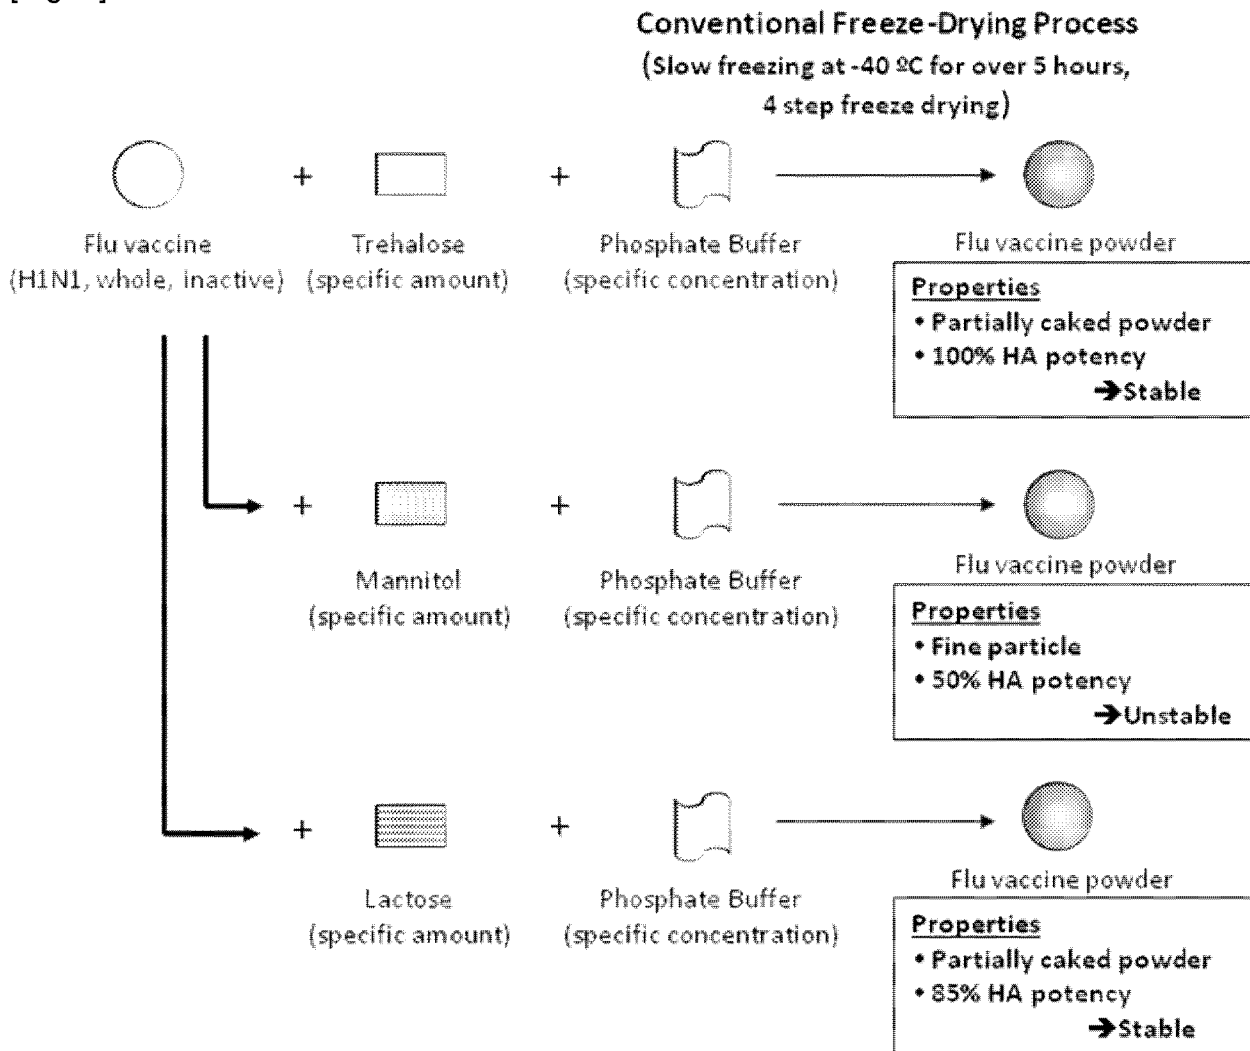 Conventional Freeze-Drying Process
(Slow freezing at -40 ºC for over 5 hours,
4 step freeze drying)
+ + 
Flu vaccine
(H1N1, whole, inactive)
Trehalose
(specific amount)
Phosphate Buffer
(specific concentration)
Flu vaccine powder
Properties
• Partially caked powder
• 100% HA potency
➔Stable
+ +
Mannitol
(specific amount)
Phosphate Buffer
(specific concentration)
Flu vaccine powder
Properties
• Fine particle
• 50% HA potency
➔Unstable
+ +
Lactose
(specific amount)
Phosphate Buffer
(specific concentration)
Flu vaccine powder
Properties
• Partially caked powder
• 85% HA potency
➔Stable